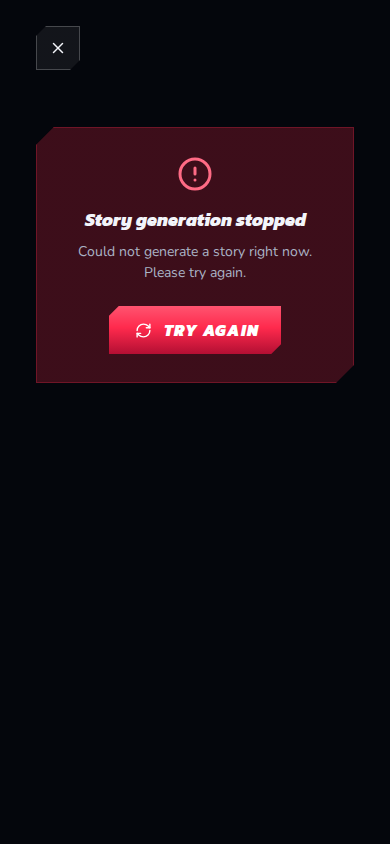 Story generation stopped
Could not generate a story right now.
Please try again.
TRY AGAIN